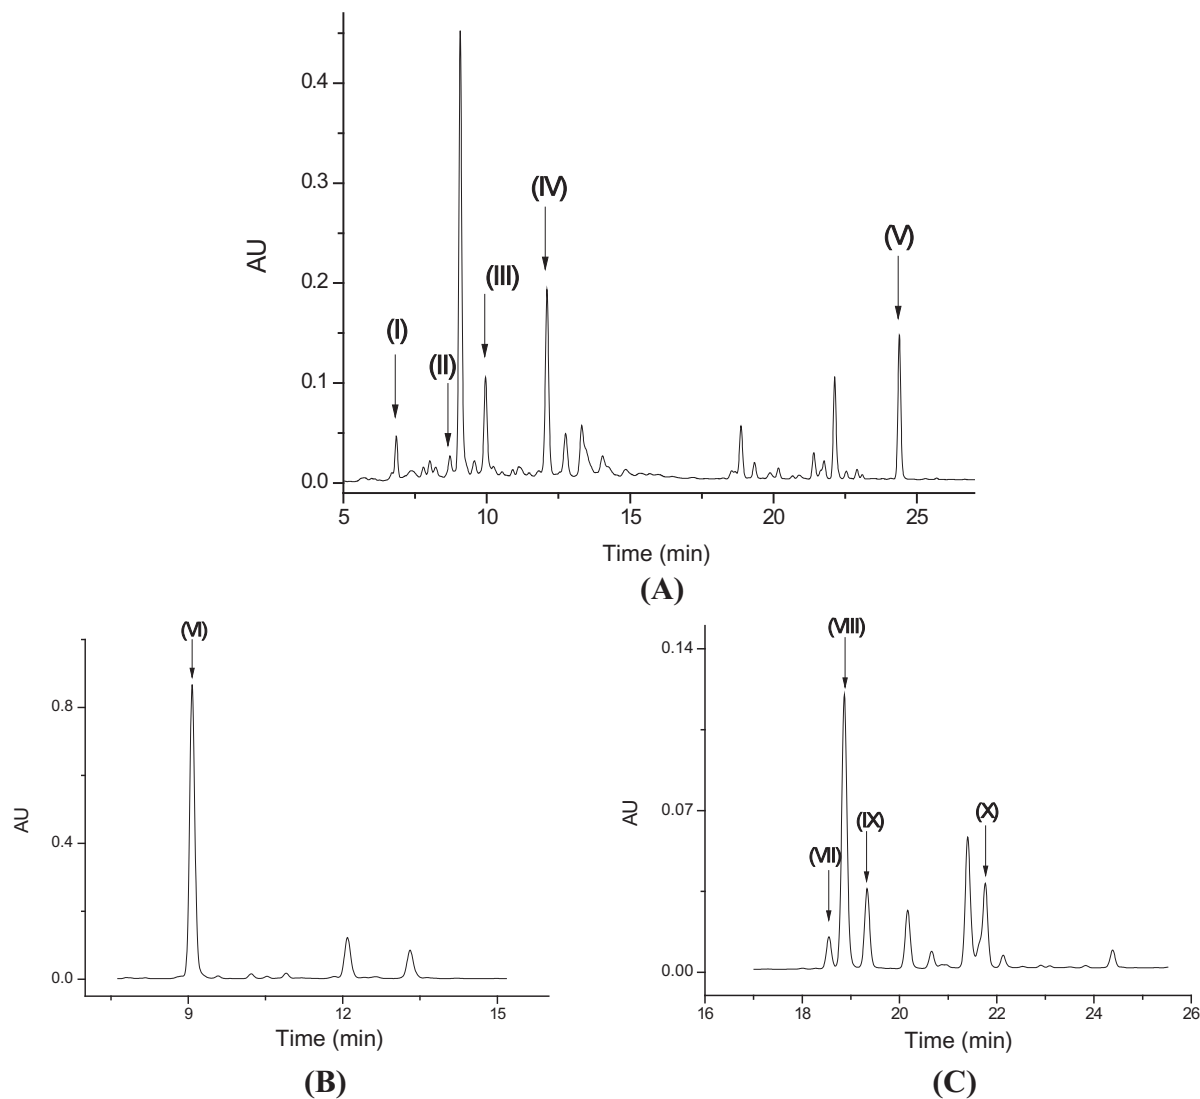 0.4
0.3
(IV)
(V)
AU
(III)
0.2
(I)
(II)
0.1
0.0
5 10 15 20 25
Time (min)
(A)
(VI)
0.8
AU
0.4
0.0
9 12 15
Time (min)
(B)
(VIII)
0.14
(X)
0.07
(IX)
AU
(VII)
0.00
16 18 20 22 24 26
Time (min)
(C)